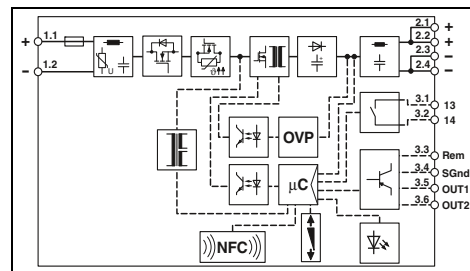 + 1.1
− 1.2
U
ϑ
2.1 +
2.2 +
2.3 −
2.4 −
OVP
3.1 13
3.2 14
µC
3.3 Rem
3.4 SGnd
3.5 OUT1
3.6 OUT2
NFC